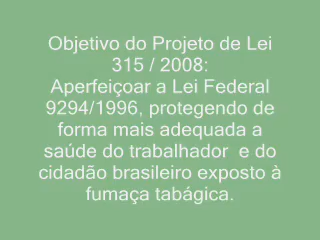 Objetivo do Projeto de Lei
315 / 2008:
Aperfeiçoar a Lei Federal
9294/1996, protegendo de
forma mais adequada a
saúde do trabalhador  e do
cidadão brasileiro exposto à
fumaça tabágica.